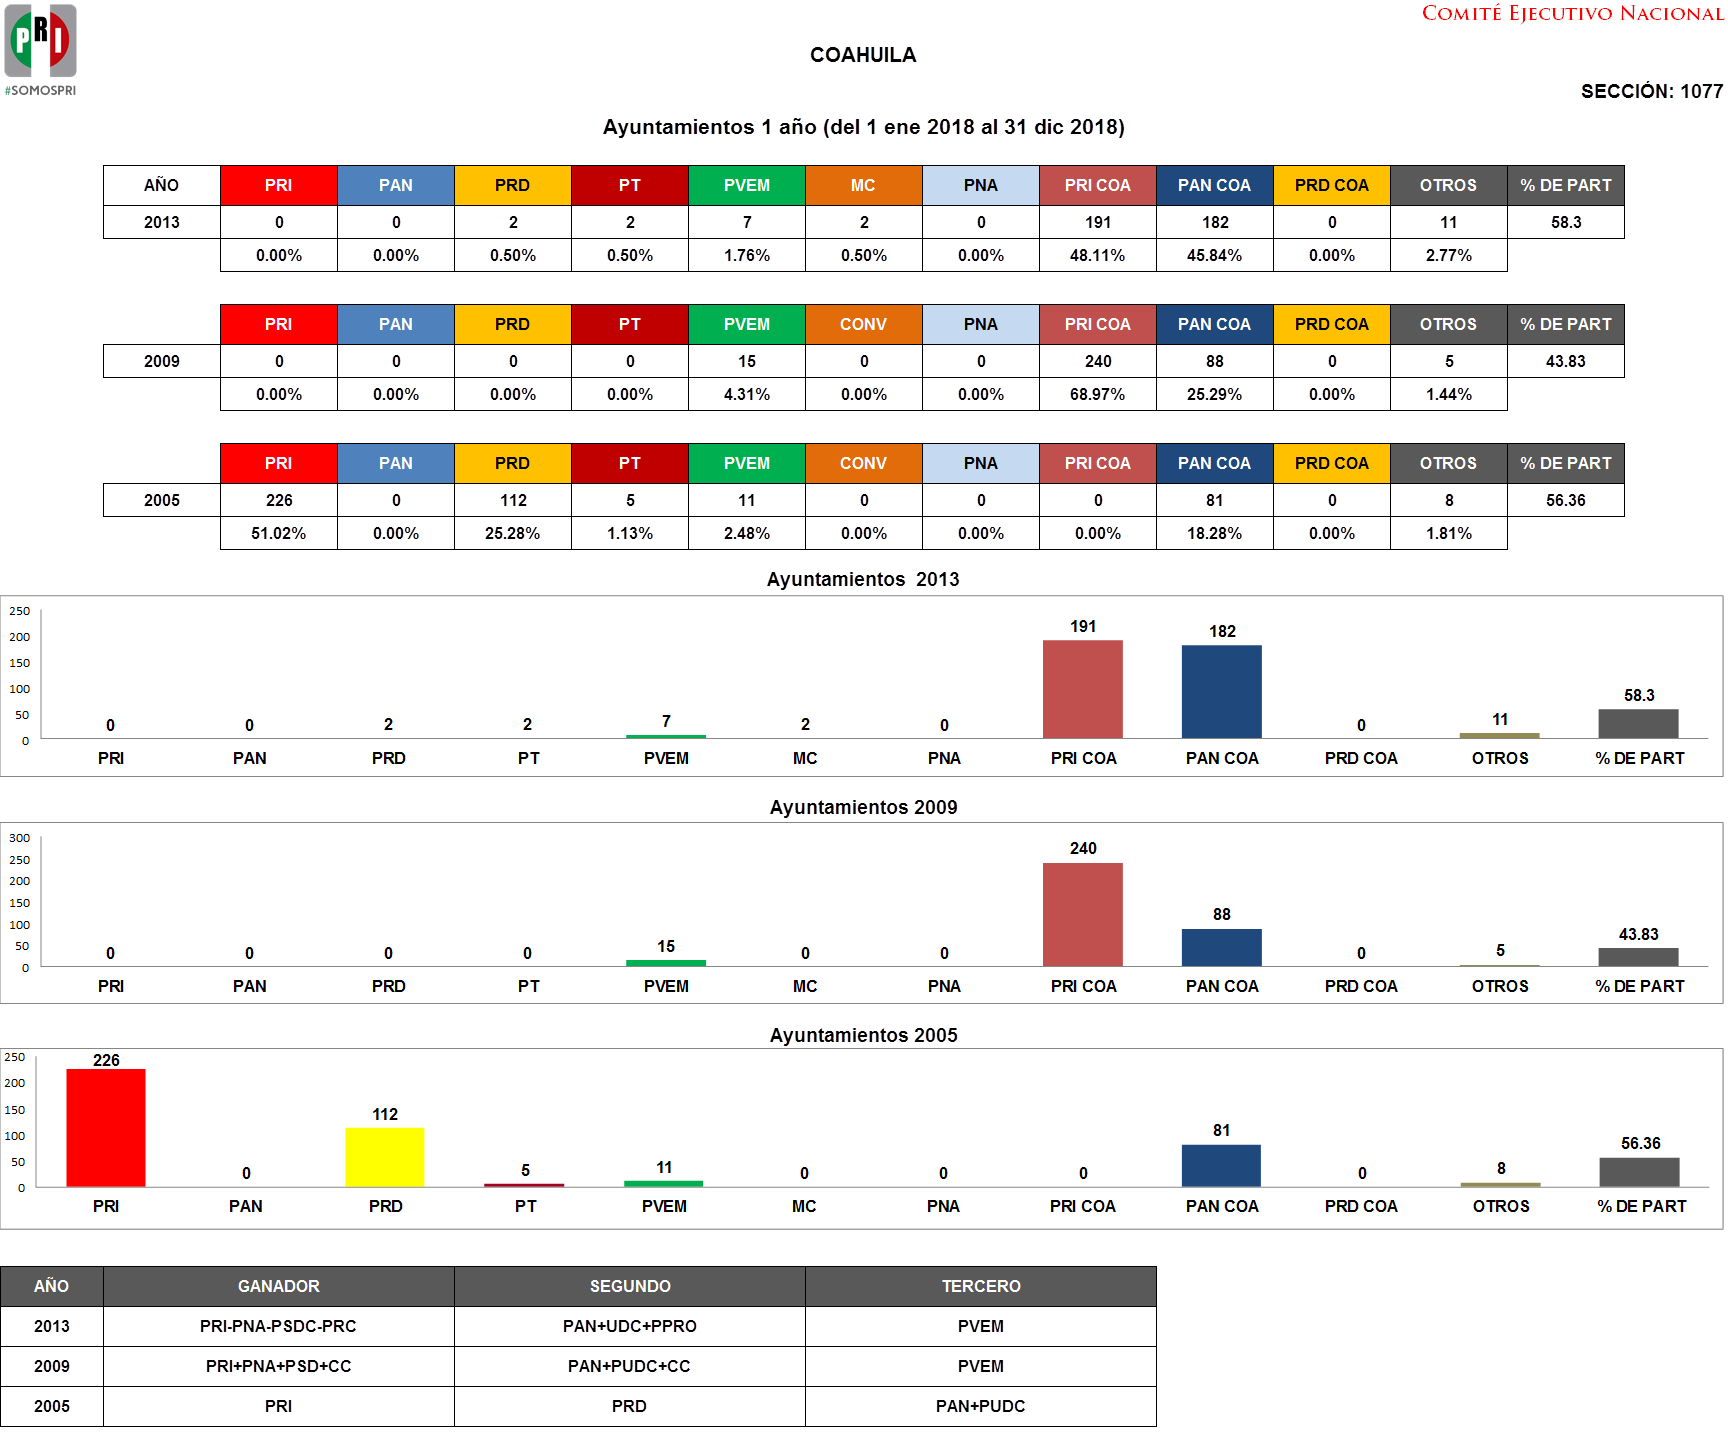 PRI
#SOMOSPRI
COMITÉ EJECUTIVO NACIONAL
COAHUILA
SECCIÓN: 1077
Ayuntamientos 1 año (del 1 ene 2018 al 31 dic 2018)
AÑO PRI PAN PRD PT PVEM MC PNA PRI COA PAN COA PRD COA OTROS % DE PART
2013 0 0 2 2 7 2 0 191 182 0 11 58.3
0.00% 0.00% 0.50% 0.50% 1.76% 0.50% 0.00% 48.11% 45.84% 0.00% 2.77%
PRI PAN PRD PT PVEM CONV PNA PRI COA PAN COA PRD COA OTROS % DE PART
2009 0 0 0 0 15 0 0 240 88 0 5 43.83
0.00% 0.00% 0.00% 0.00% 4.31% 0.00% 0.00% 68.97% 25.29% 0.00% 1.44%
PRI PAN PRD PT PVEM CONV PNA PRI COA PAN COA PRD COA OTROS % DE PART
2005 226 0 112 5 11 0 0 0 81 0 8 56.36
51.02% 0.00% 25.28% 1.13% 2.48% 0.00% 0.00% 0.00% 18.28% 0.00% 1.81%
Ayuntamientos 2013
250
200
150
100
50
0
0 0 2 2 7 2 0 191 182 0 11 58.3
PRI PAN PRD PT PVEM MC PNA PRI COA PAN COA PRD COA OTROS % DE PART
Ayuntamientos 2009
300
250
200
150
100
50
0
0 0 0 0 15 0 0 240 88 0 5 43.83
PRI PAN PRD PT PVEM MC PNA PRI COA PAN COA PRD COA OTROS % DE PART
Ayuntamientos 2005
250
200
150
100
50
0
226 0 112 5 11 0 0 0 81 0 8 56.36
PRI PAN PRD PT PVEM MC PNA PRI COA PAN COA PRD COA OTROS % DE PART
AÑO GANADOR SEGUNDO TERCERO
2013 PRI-PNA-PSDC-PRC PAN+UDC+PPRO PVEM
2009 PRI+PNA+PSD+CC PAN+PUDC+CC PVEM
2005 PRI PRD PAN+PUDC